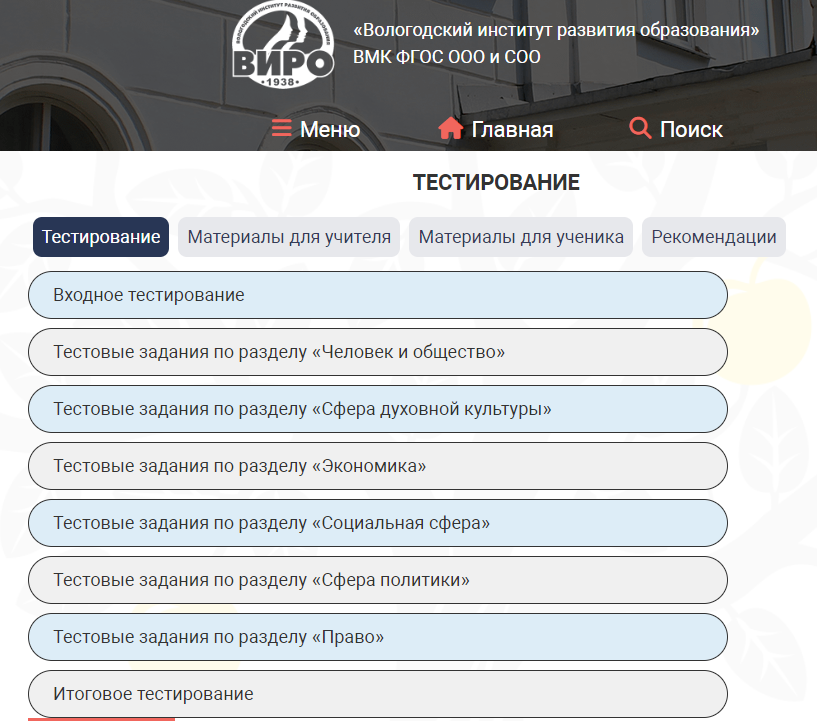 ВОЛОГОДСКИЙ ИНСТИТУТ РАЗВИТИЯ ОБРАЗОВАНИЯ
ВИРО
•1938•
«Вологодский институт развития образования»
ВМК ФГОС ООО и СОО
Меню Главная Поиск
ТЕСТИРОВАНИЕ
Тестирование Материалы для учителя Материалы для ученика Рекомендации
Входное тестирование
Тестовые задания по разделу «Человек и общество»
Тестовые задания по разделу «Сфера духовной культуры»
Тестовые задания по разделу «Экономика»
Тестовые задания по разделу «Социальная сфера»
Тестовые задания по разделу «Сфера политики»
Тестовые задания по разделу «Право»
Итоговое тестирование